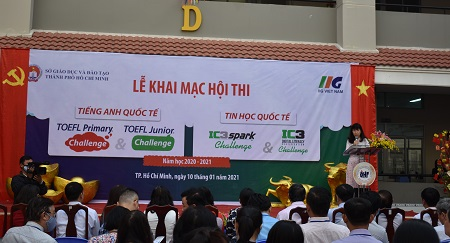 D
SỞ GIÁO DỤC VÀ ĐÀO TẠO
THÀNH PHỐ HỒ CHÍ MINH
IIG
VIỆT NAM
LỄ KHAI MẠC HỘI THI
TIẾNG ANH QUỐC TẾ
TIN HỌC QUỐC TẾ
TOEFL Primary
Challenge
&
TOEFL Junior
Challenge
IC3 spark
Challenge
&
IC3
Challenge
Năm học 2020 - 2021
TP. Hồ Chí Minh, ngày 10 tháng 01 năm 2021